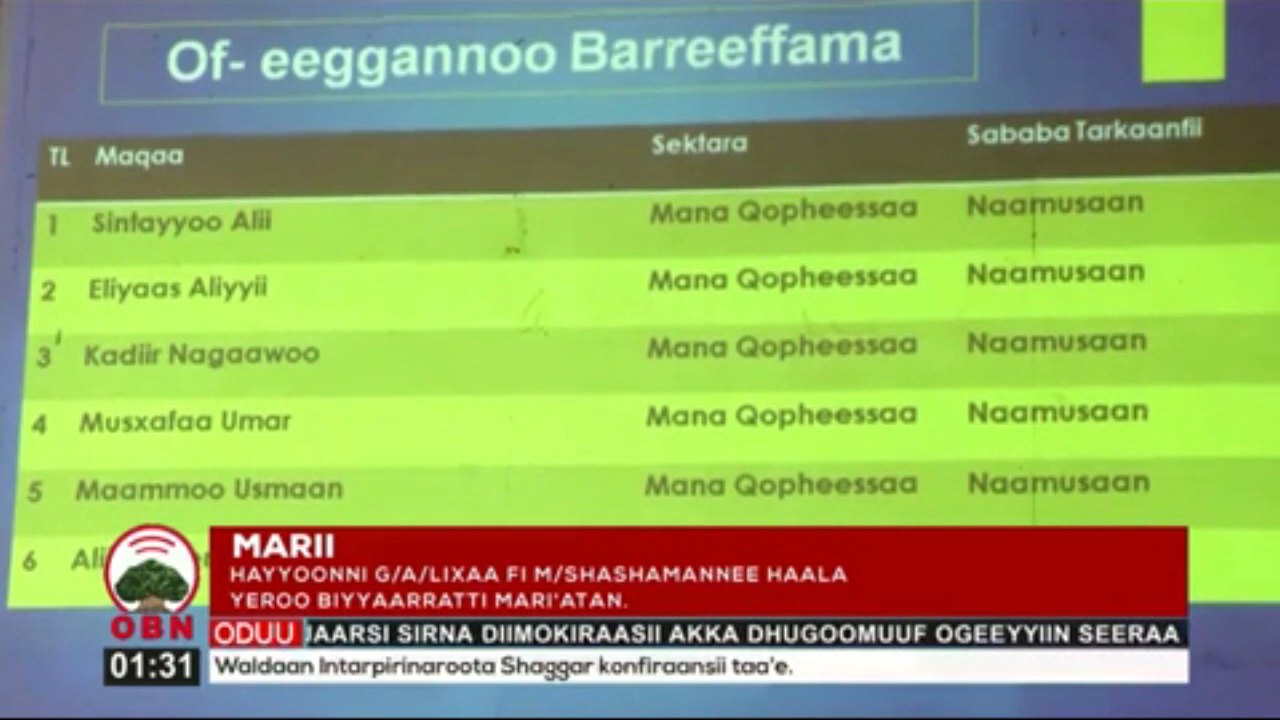 Of- eeggannoo Barreeffama
TL Maqaa Sektara Sababa Tarkaanfii
1 Sintayyoo Alii Mana Qopheessaa Naamusaan
2 Eliyaas Aliyyii Mana Qopheessaa Naamusaan
3 Kadiir Nagaawoo Mana Qopheessaa Naamusaan
4 Musxafaa Umar Mana Qopheessaa Naamusaan
5 Maammoo Usmaan Mana Qopheessaa Naamusaan
6
MARII
HAYYOONNI G/A/LIXAA FI M/SHASHAMANNEE HAALA
YEROO BIYYAARRATTI MARI'ATAN.
OBN
ODUU JAARSI SIRNA DIIMOKIRAASII AKKA DHUGOOMUUF OGEEYYIIN SEERAA
01:31 Waldaan Intarpirinaroota Shaggar konfiraansii taa'e.